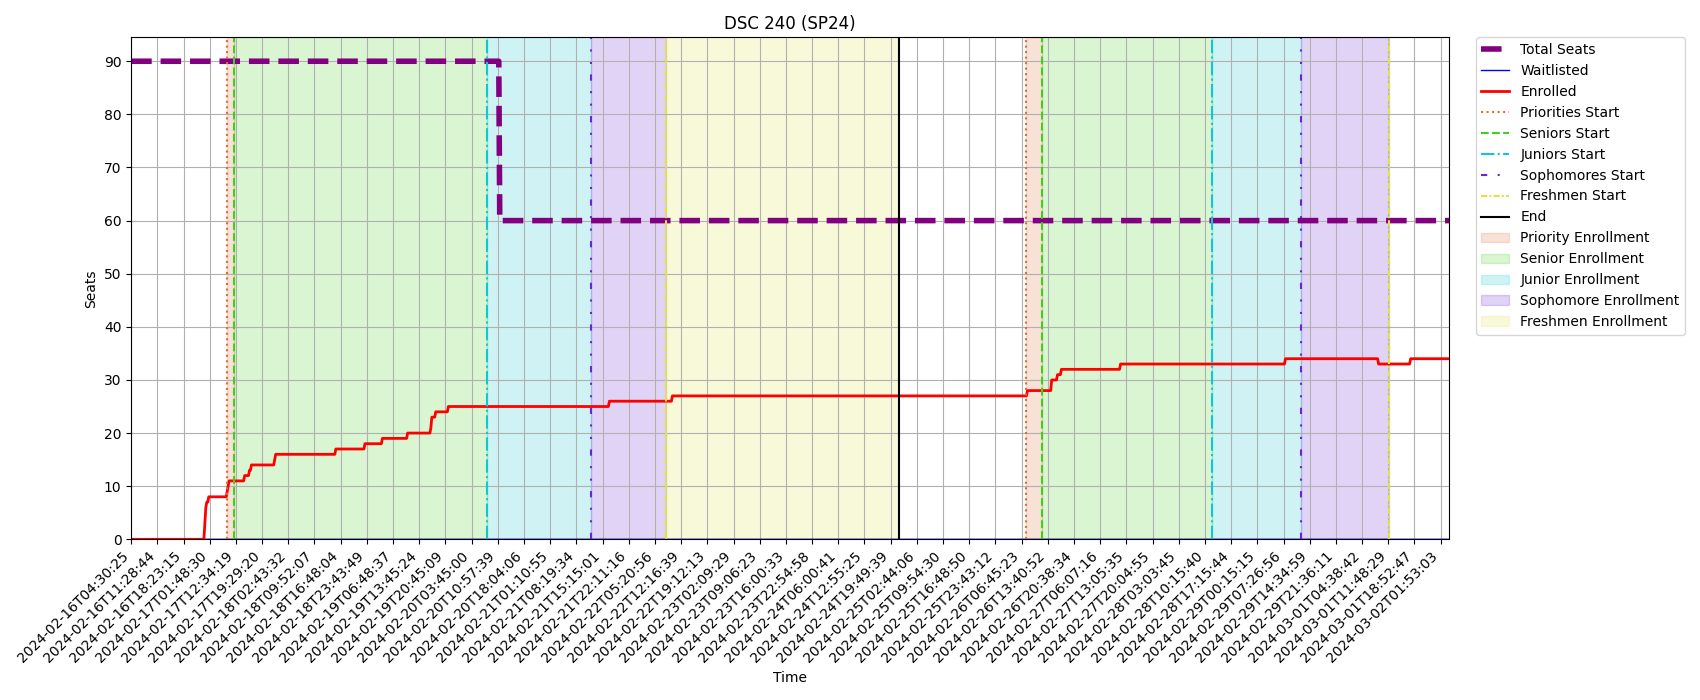 DSC 240 (SP24)
Seats
90
80
70
60
50
40
30
20
10
0
2024-02-16T04:30:25
2024-02-16T11:28:44
2024-02-16T18:23:15
2024-02-17T01:48:30
2024-02-17T12:34:19
2024-02-17T19:29:20
2024-02-18T02:43:32
2024-02-18T09:52:07
2024-02-18T16:48:04
2024-02-18T23:43:49
2024-02-19T06:48:37
2024-02-19T13:45:24
2024-02-19T20:45:09
2024-02-20T03:45:00
2024-02-20T10:57:39
2024-02-20T18:04:06
2024-02-21T01:10:55
2024-02-21T08:19:34
2024-02-21T15:15:01
2024-02-21T22:11:16
2024-02-22T05:20:56
2024-02-22T12:16:39
2024-02-22T19:12:13
2024-02-23T02:09:29
2024-02-23T09:06:23
2024-02-23T16:00:33
2024-02-23T22:54:58
2024-02-24T06:00:41
2024-02-24T12:55:25
2024-02-24T19:49:39
2024-02-25T02:44:06
2024-02-25T09:54:30
2024-02-25T16:48:50
2024-02-25T23:43:12
2024-02-26T06:45:23
2024-02-26T13:40:52
2024-02-26T20:38:34
2024-02-27T06:07:16
2024-02-27T13:05:35
2024-02-27T20:04:55
2024-02-28T03:03:45
2024-02-28T10:15:40
2024-02-28T17:15:44
2024-02-29T00:15:15
2024-02-29T07:26:56
2024-02-29T14:34:59
2024-02-29T21:36:11
2024-03-01T04:38:42
2024-03-01T11:48:29
2024-03-01T18:52:47
2024-03-02T01:53:03
Time
Total Seats
Waitlisted
Enrolled
Priorities Start
Seniors Start
Juniors Start
Sophomores Start
Freshmen Start
End
Priority Enrollment
Senior Enrollment
Junior Enrollment
Sophomore Enrollment
Freshmen Enrollment